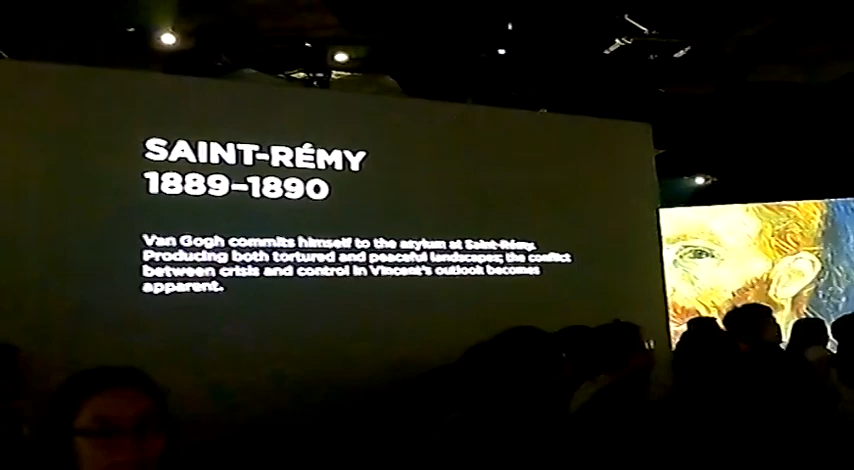 SAINT-RÉMY
1889–1890
Van Gogh commits himself to the asylum at Saint-Rémy.
Producing both tortured and peaceful landscapes; the conflict
between crisis and control in Vincent's outlook becomes
apparent.